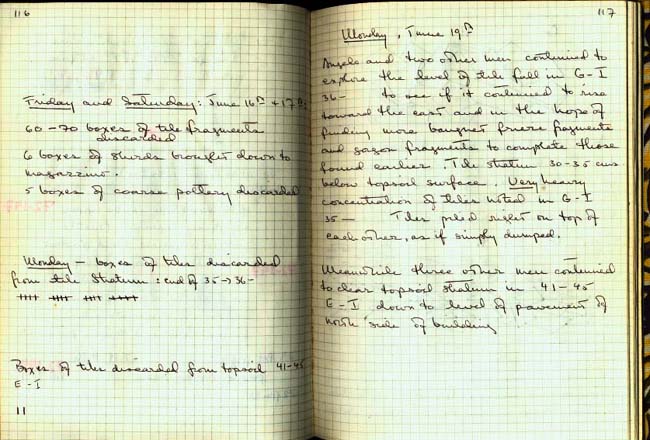 116
Friday and Saturday: June 16th + 17th:
60-70 boxes of tile fragments
discarded
6 boxes of sherds brought down to
magazzino.
5 boxes of coarse pottery discarded
Monday - boxes of tiles discarded
from tile stratum: end of 35 → 36-
Boxes of tiles discarded from topsoil 41-45
E-I
11
117
Monday, June 19th
Angelo and two other men continued to
explore the level of tile fall in G-I
36- to see if it continued to rise
toward the east and in the hope of
finding more banquet frieze fragments
and gorgon fragments to complete those
found earlier. Tile stratum 30-35 cms
below topsoil surface. Very heavy
concentration of tiles noted in G-I
35- Tiles piled right on top of
each other, as if simply dumped.
Meanwhile three other men continued
to clear topsoil stratum in 41-45
E-I down to level of pavement of
north side of building